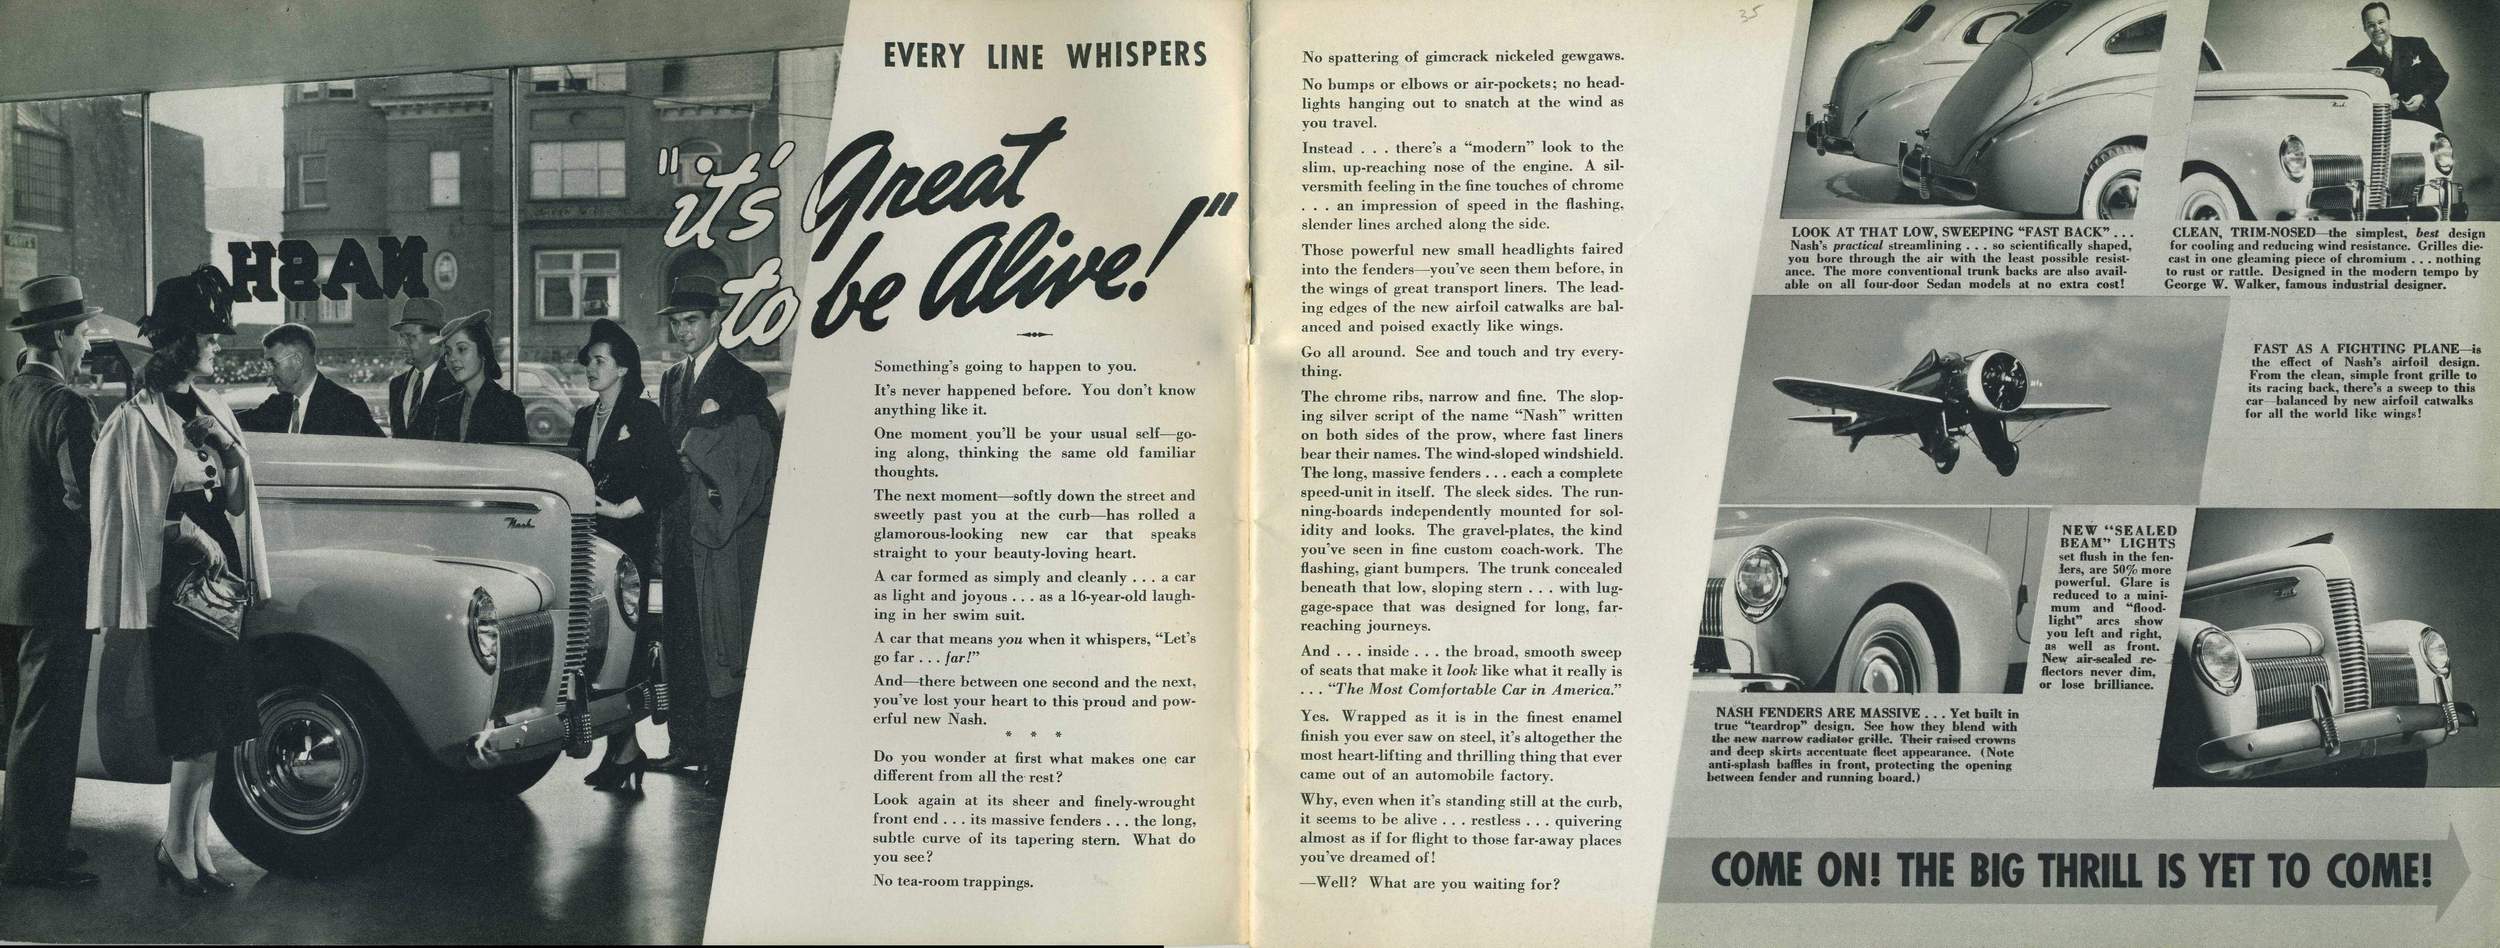 EVERY LINE WHISPERS
"it's Great
to be Alive!"
HSAN
Nash
Something's going to happen to you.
It's never happened before. You don't know
anything like it.
One moment you'll be your usual self—go-
ing along, thinking the same old familiar
thoughts.
The next moment—softly down the street and
sweetly past you at the curb—has rolled a
glamorous-looking new car that speaks
straight to your beauty-loving heart.
A car formed as simply and cleanly . . . a car
as light and joyous . . . as a 16-year-old laugh-
ing in her swim suit.
A car that means you when it whispers, "Let's
go far . . . far!"
And—there between one second and the next,
you've lost your heart to this proud and pow-
erful new Nash.
* * *
Do you wonder at first what makes one car
different from all the rest?
Look again at its sheer and finely-wrought
front end . . . its massive fenders . . . the long,
subtle curve of its tapering stern. What do
you see?
No tea-room trappings.
No spattering of gimcrack nickeled gewgaws.
No bumps or elbows or air-pockets; no head-
lights hanging out to snatch at the wind as
you travel.
Instead . . . there's a "modern" look to the
slim, up-reaching nose of the engine. A sil-
versmith feeling in the fine touches of chrome
. . . an impression of speed in the flashing,
slender lines arched along the side.
Those powerful new small headlights faired
into the fenders—you've seen them before, in
the wings of great transport liners. The lead-
ing edges of the new airfoil catwalks are bal-
anced and poised exactly like wings.
Go all around. See and touch and try every-
thing.
The chrome ribs, narrow and fine. The slop-
ing silver script of the name "Nash" written
on both sides of the prow, where fast liners
bear their names. The wind-sloped windshield.
The long, massive fenders . . . each a complete
speed-unit in itself. The sleek sides. The run-
ning-boards independently mounted for sol-
idity and looks. The gravel-plates, the kind
you've seen in fine custom coach-work. The
flashing, giant bumpers. The trunk concealed
beneath that low, sloping stern . . . with lug-
gage-space that was designed for long, far-
reaching journeys.
And . . . inside . . . the broad, smooth sweep
of seats that make it look like what it really is
. . . "The Most Comfortable Car in America."
Yes. Wrapped as it is in the finest enamel
finish you ever saw on steel, it's altogether the
most heart-lifting and thrilling thing that ever
came out of an automobile factory.
Why, even when it's standing still at the curb,
it seems to be alive . . . restless . . . quivering
almost as if for flight to those far-away places
you've dreamed of!
—Well? What are you waiting for?
35
LOOK AT THAT LOW, SWEEPING "FAST BACK" . . .
Nash's practical streamlining . . . so scientifically shaped,
you bore through the air with the least possible resist-
ance. The more conventional trunk backs are also avail-
able on all four-door Sedan models at no extra cost!
Nash
CLEAN, TRIM-NOSED—the simplest, best design
for cooling and reducing wind resistance. Grilles die-
cast in one gleaming piece of chromium . . . nothing
to rust or rattle. Designed in the modern tempo by
George W. Walker, famous industrial designer.
FAST AS A FIGHTING PLANE—is
the effect of Nash's airfoil design.
From the clean, simple front grille to
its racing back, there's a sweep to this
car—balanced by new airfoil catwalks
for all the world like wings!
NEW "SEALED
BEAM" LIGHTS
set flush in the fen-
ders, are 50% more
powerful. Glare is
reduced to a mini-
mum and "flood-
light" arcs show
you left and right,
as well as front.
New air-sealed re-
flectors never dim,
or lose brilliance.
NASH FENDERS ARE MASSIVE . . . Yet built in
true "teardrop" design. See how they blend with
the new narrow radiator grille. Their raised crowns
and deep skirts accentuate fleet appearance. (Note
anti-splash baffles in front, protecting the opening
between fender and running board.)
COME ON! THE BIG THRILL IS YET TO COME!